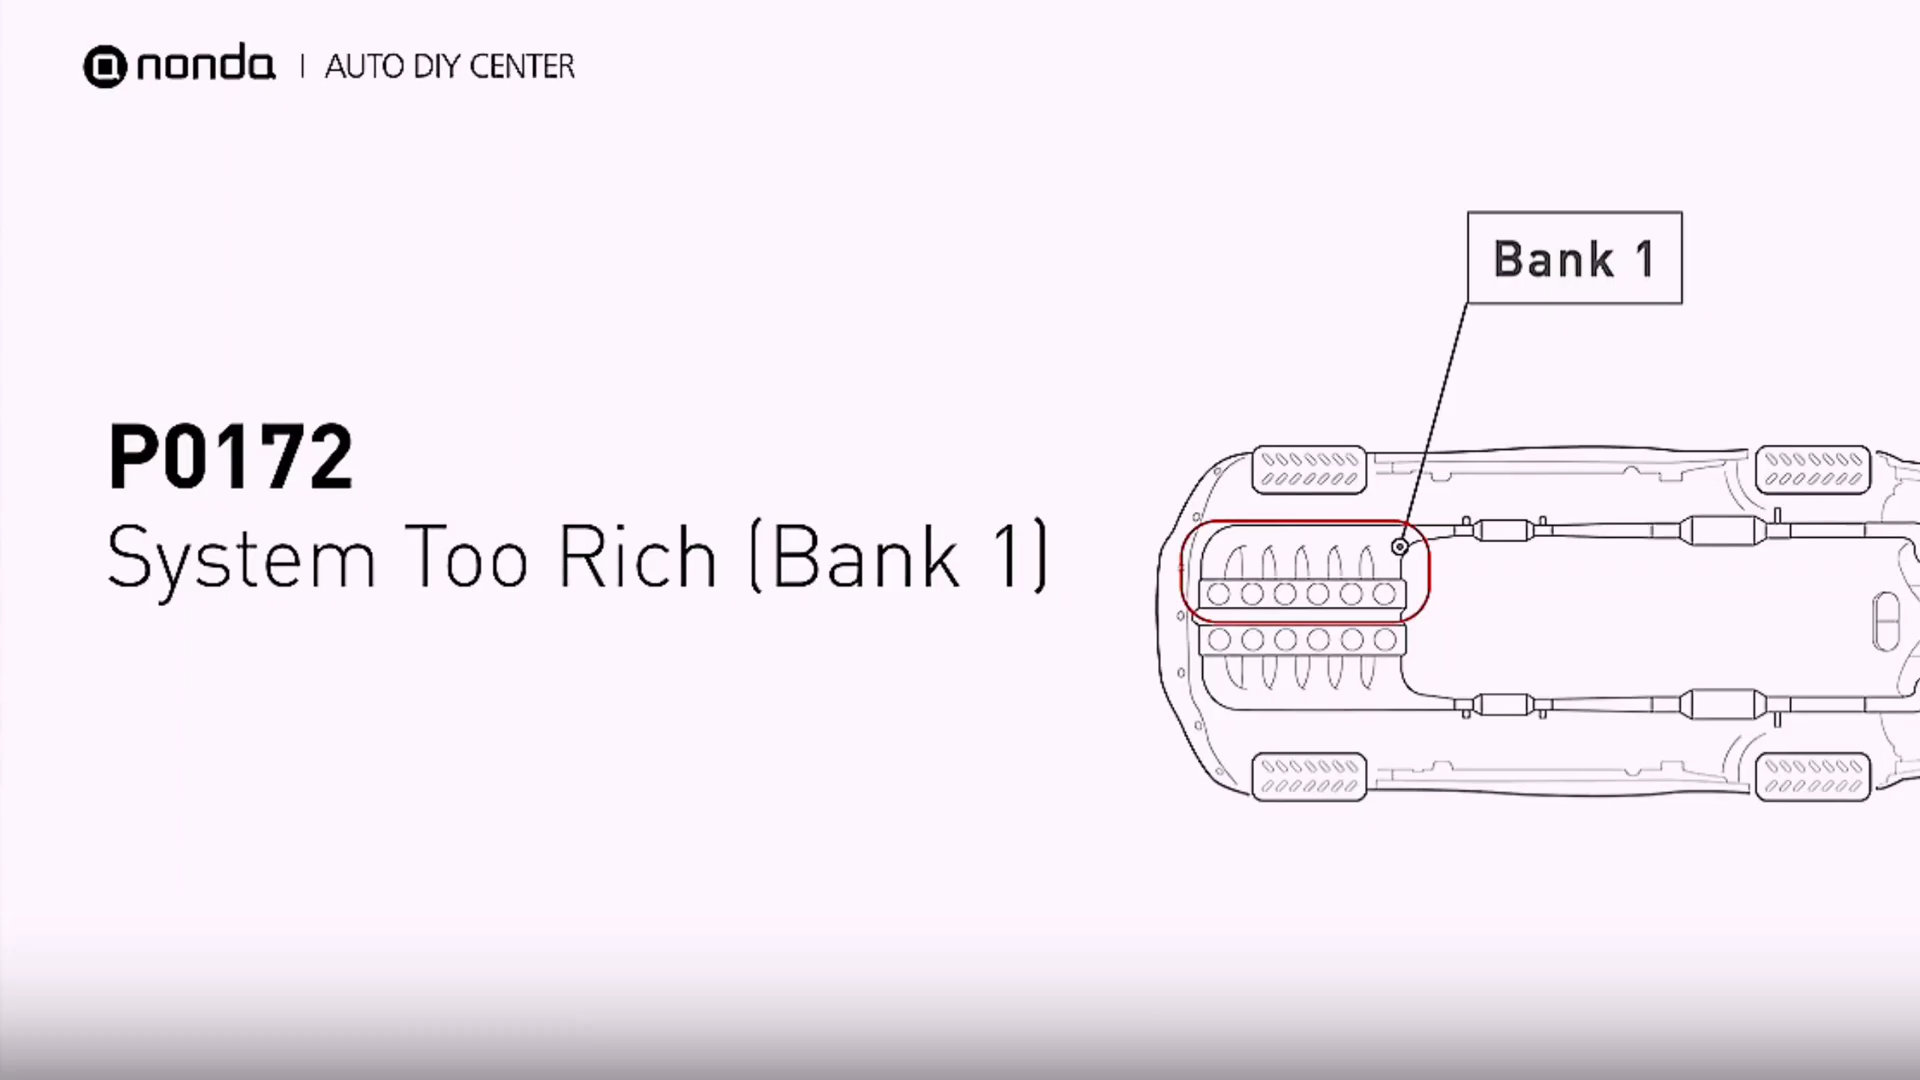 nonda | AUTO DIY CENTER
Bank 1
P0172
System Too Rich (Bank 1)